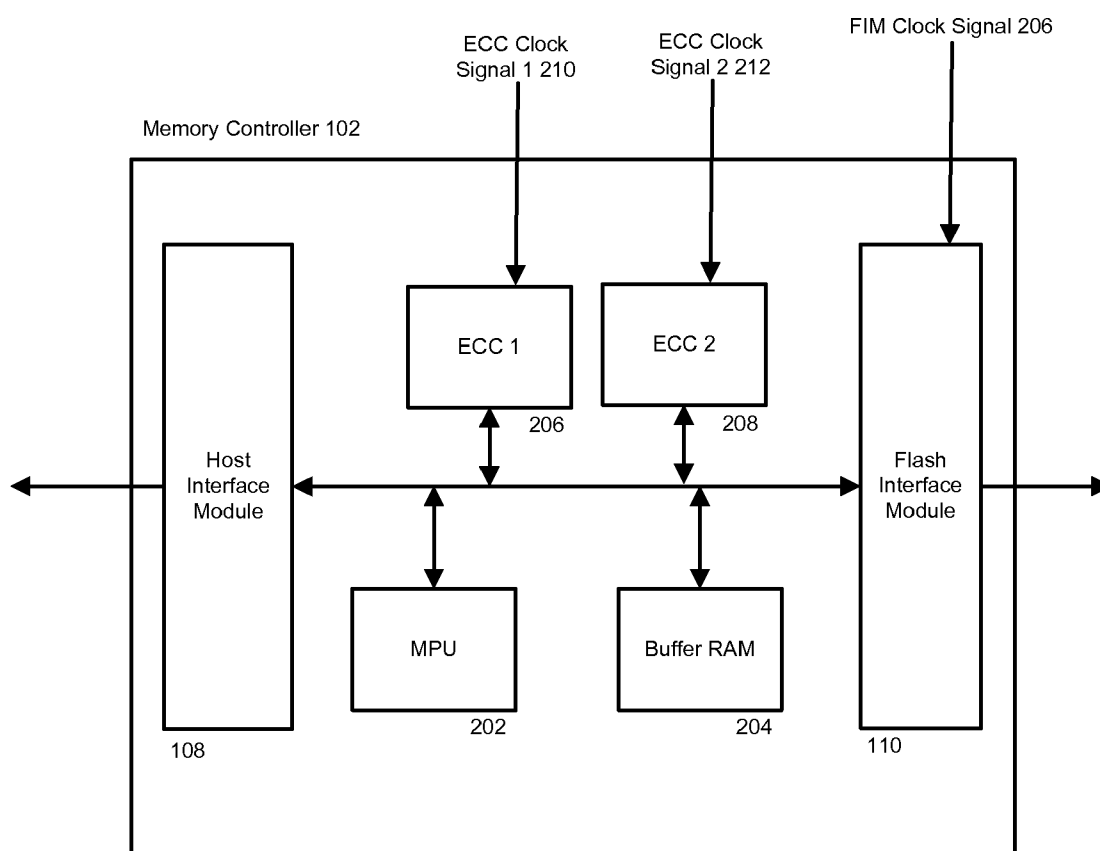 FIM Clock Signal 206
ECC Clock
Signal 1 210
ECC Clock
Signal 2 212
Memory Controller 102
ECC 1
206
ECC 2
208
Host
Interface
Module
108
Flash
Interface
Module
110
MPU
202
Buffer RAM
204